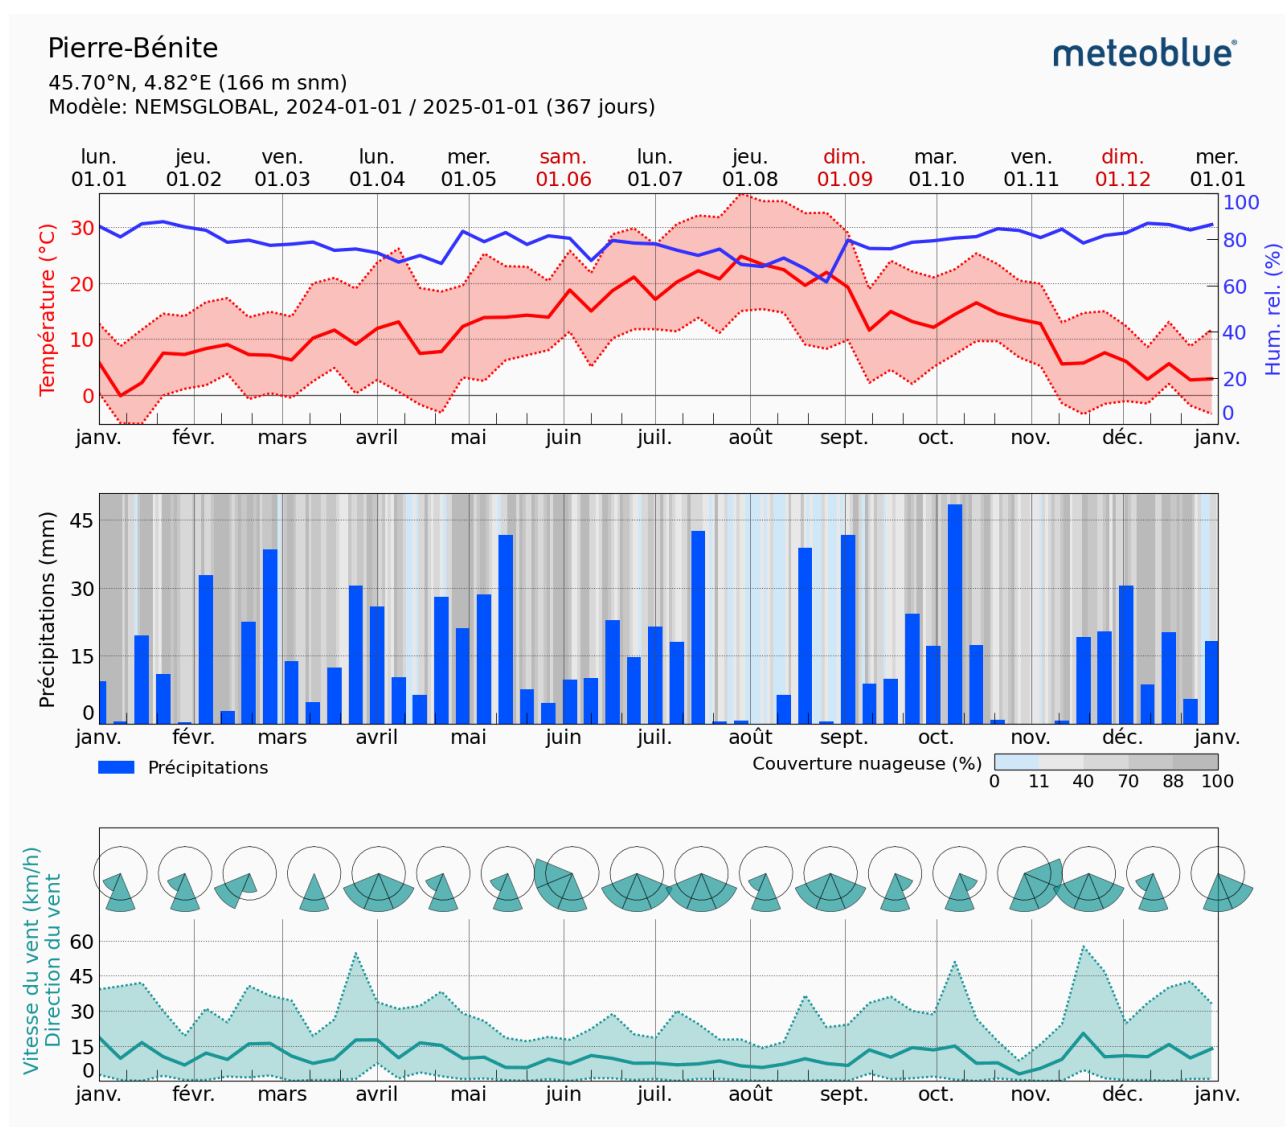 Pierre-Bénite
meteoblue®
45.70°N, 4.82°E (166 m snm)
Modèle: NEMSGLOBAL, 2024-01-01 / 2025-01-01 (367 jours)
lun. jeu. ven. lun. mer. sam. lun. jeu. dim. mar. ven. dim. mer.
01.01 01.02 01.03 01.04 01.05 01.06 01.07 01.08 01.09 01.10 01.11 01.12 01.01
Température (°C)
30
20
10
0
100
80
60
40
20
0
Hum. rel. (%)
janv. févr. mars avril mai juin juil. août sept. oct. nov. déc. janv.
Précipitations (mm)
45
30
15
0
janv. févr. mars avril mai juin juil. août sept. oct. nov. déc. janv.
Précipitations
Couverture nuageuse (%)
0 11 40 70 88 100
Vitesse du vent (km/h)
Direction du vent
60
45
30
15
0
janv. févr. mars avril mai juin juil. août sept. oct. nov. déc. janv.